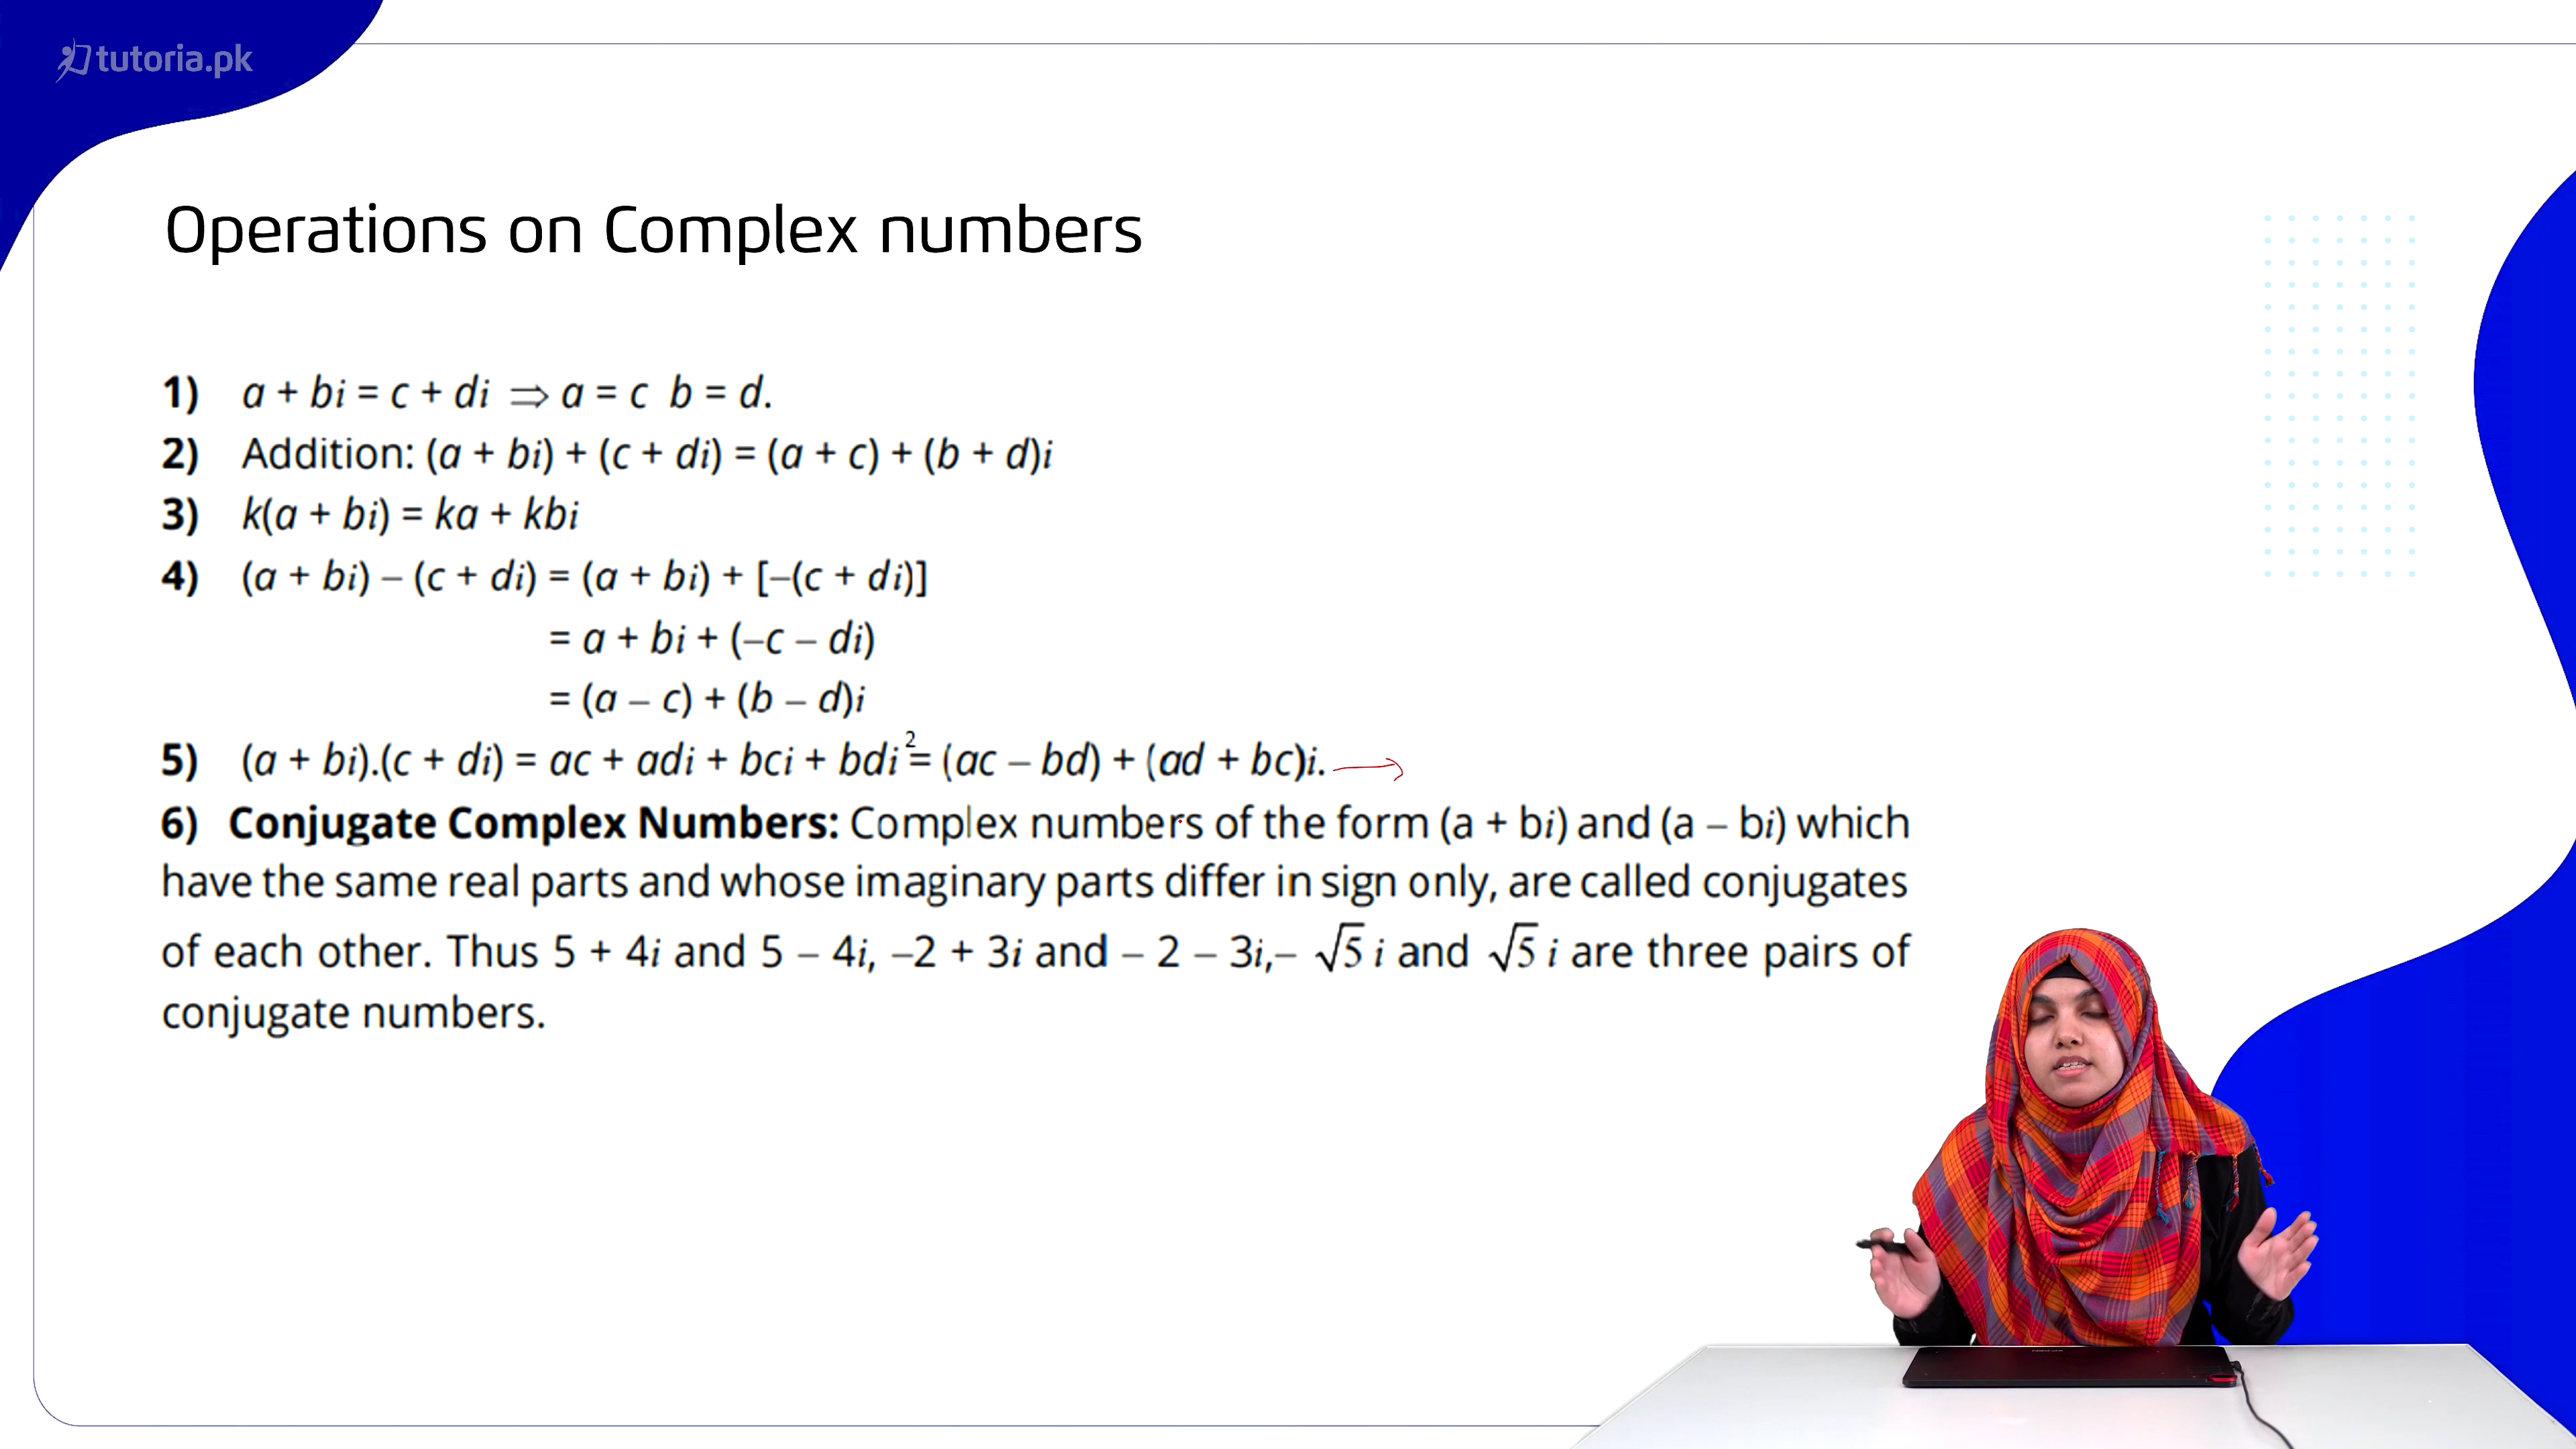 tutoria.pk
Operations on Complex numbers
1) a + bi = c + di ⇒ a = c b = d.
2) Addition: (a + bi) + (c + di) = (a + c) + (b + d)i
3) k(a + bi) = ka + kbi
4) (a + bi) – (c + di) = (a + bi) + [–(c + di)]
= a + bi + (–c – di)
= (a – c) + (b – d)i
5) (a + bi).(c + di) = ac + adi + bci + bdi² = (ac – bd) + (ad + bc)i.
6) Conjugate Complex Numbers: Complex numbers of the form (a + bi) and (a – bi) which
have the same real parts and whose imaginary parts differ in sign only, are called conjugates
of each other. Thus 5 + 4i and 5 – 4i, –2 + 3i and – 2 – 3i,– √5 i and √5 i are three pairs of
conjugate numbers.